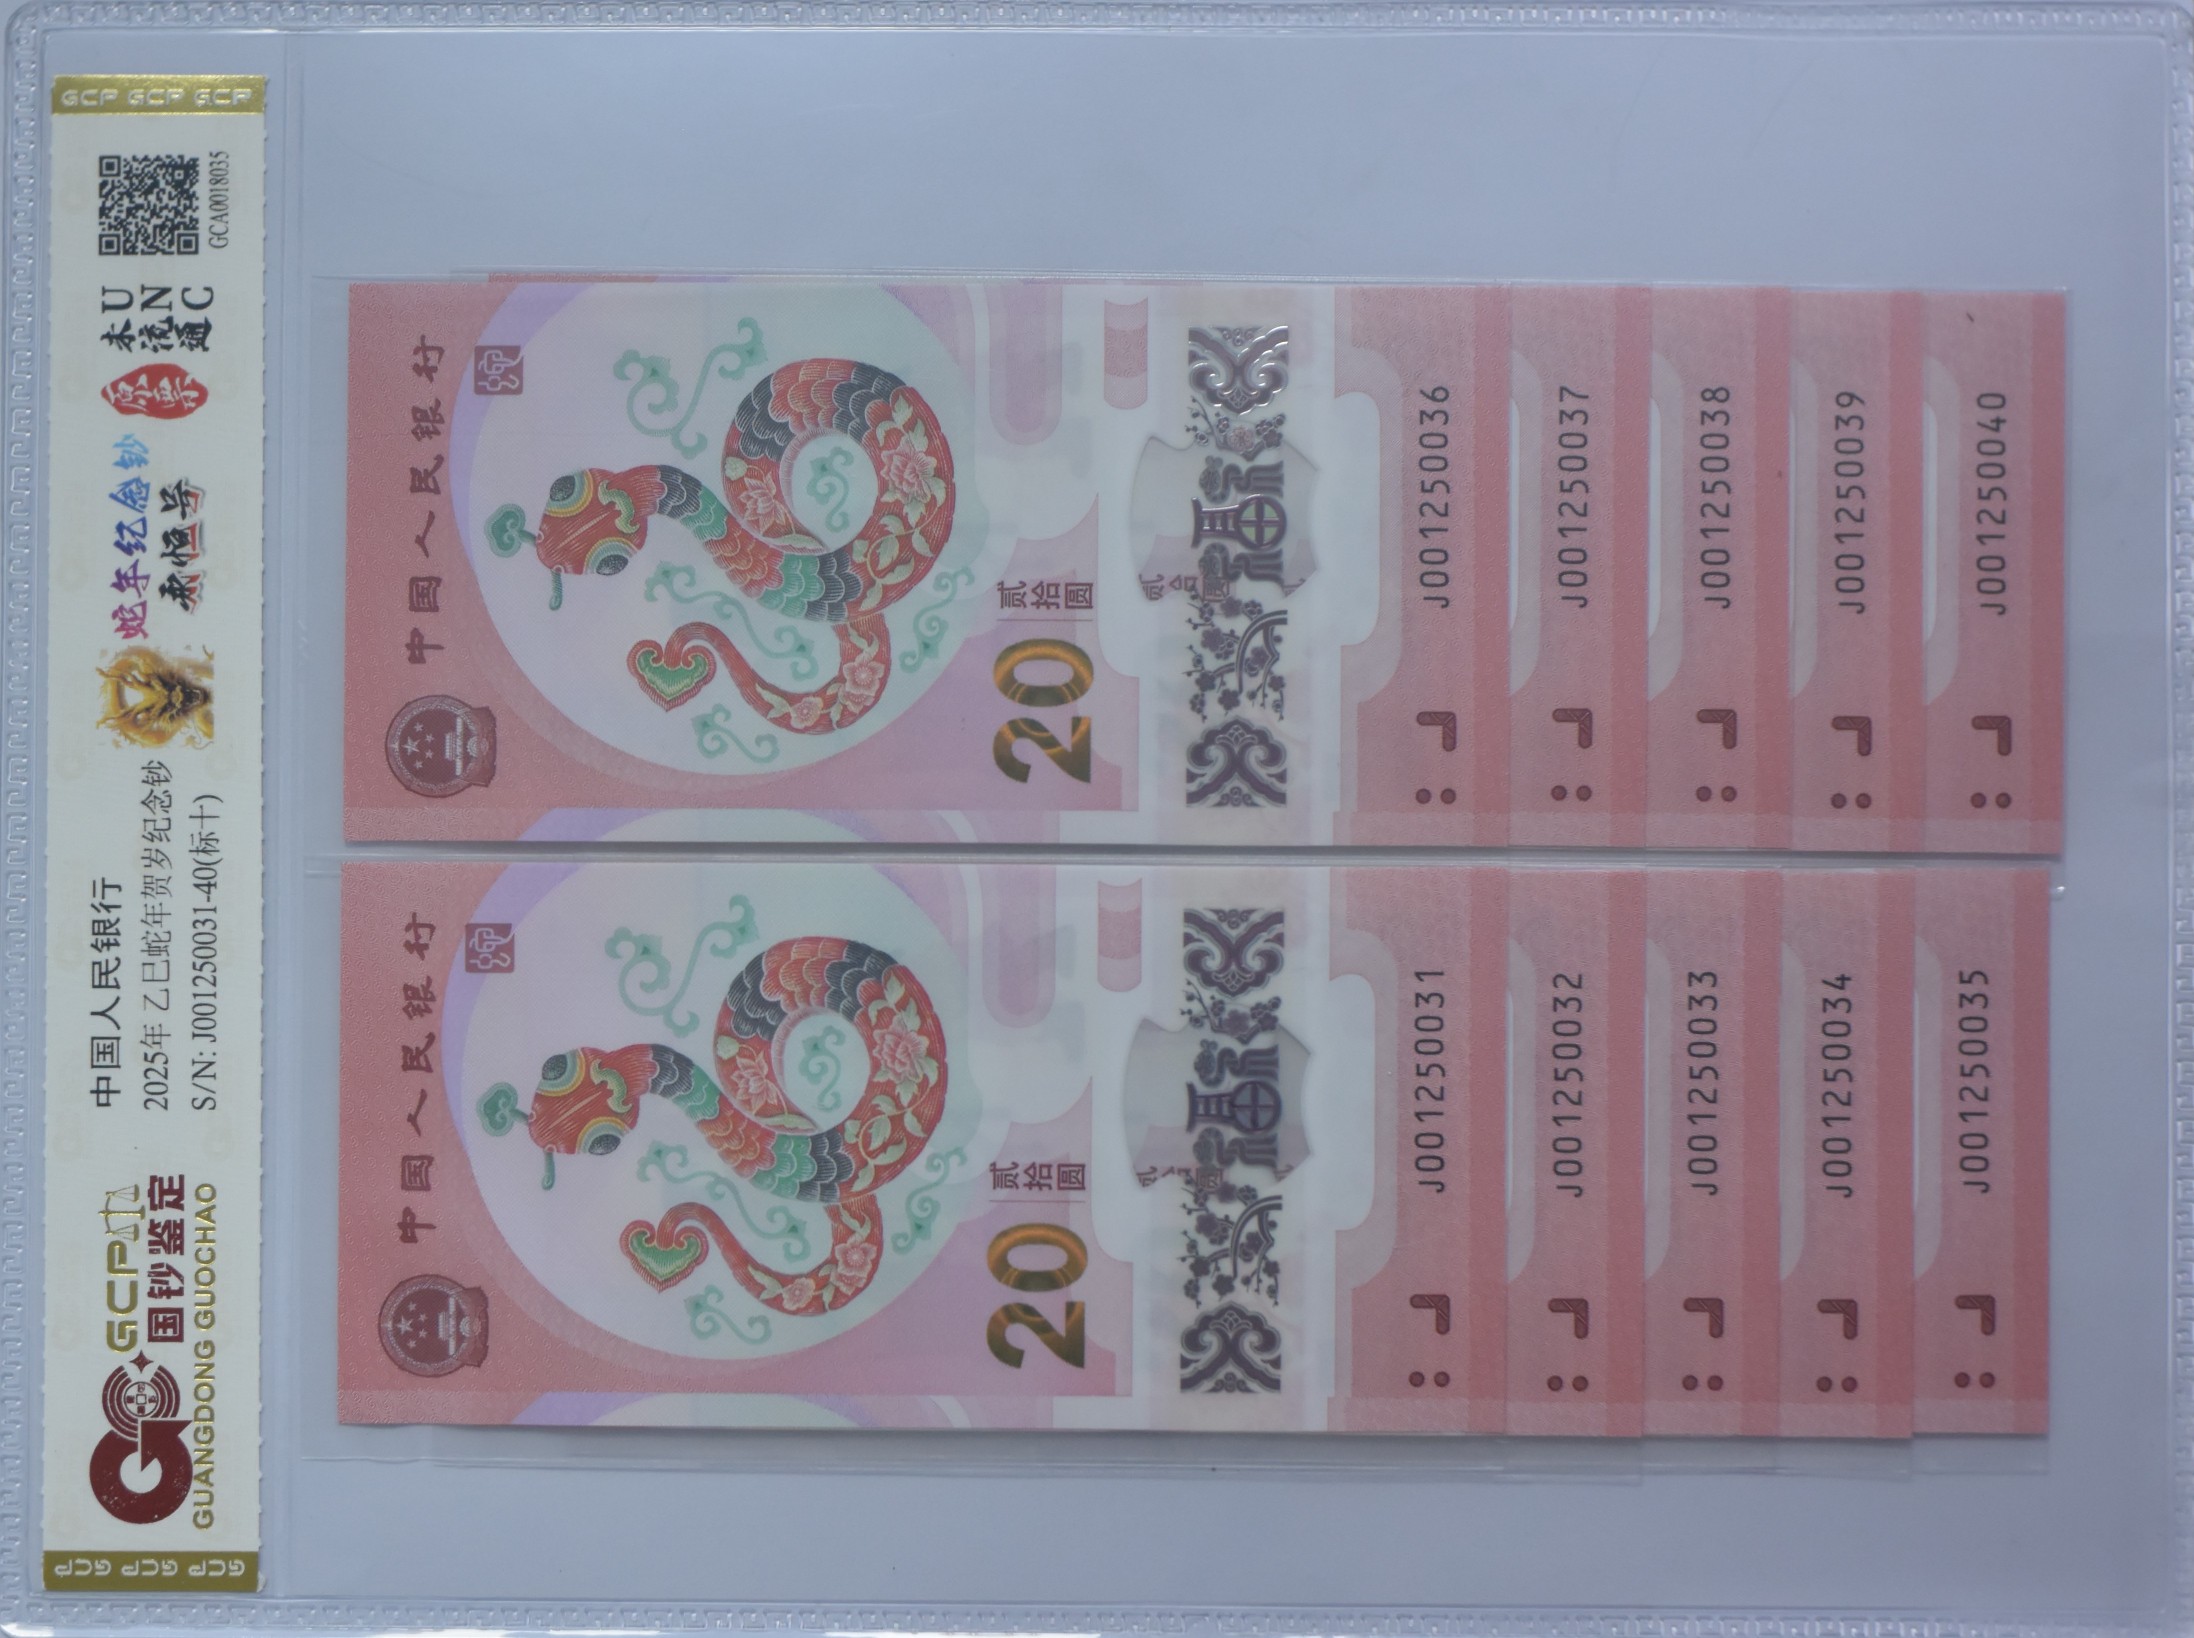 GCP GCP GCP
GCP
国钞鉴定
GUANGDONG GUOCHAO
中国人民银行
2025年 乙巳蛇年贺岁纪念钞
S/N: J001250031-40(标十)
蛇年纪念钞
原票
未流通
UNC
GCA0018035
GCP GCP GCP
中国人民银行
20
贰拾圆
J001250031
J001250032
J001250033
J001250034
J001250035
中国人民银行
20
贰拾圆
J001250036
J001250037
J001250038
J001250039
J001250040